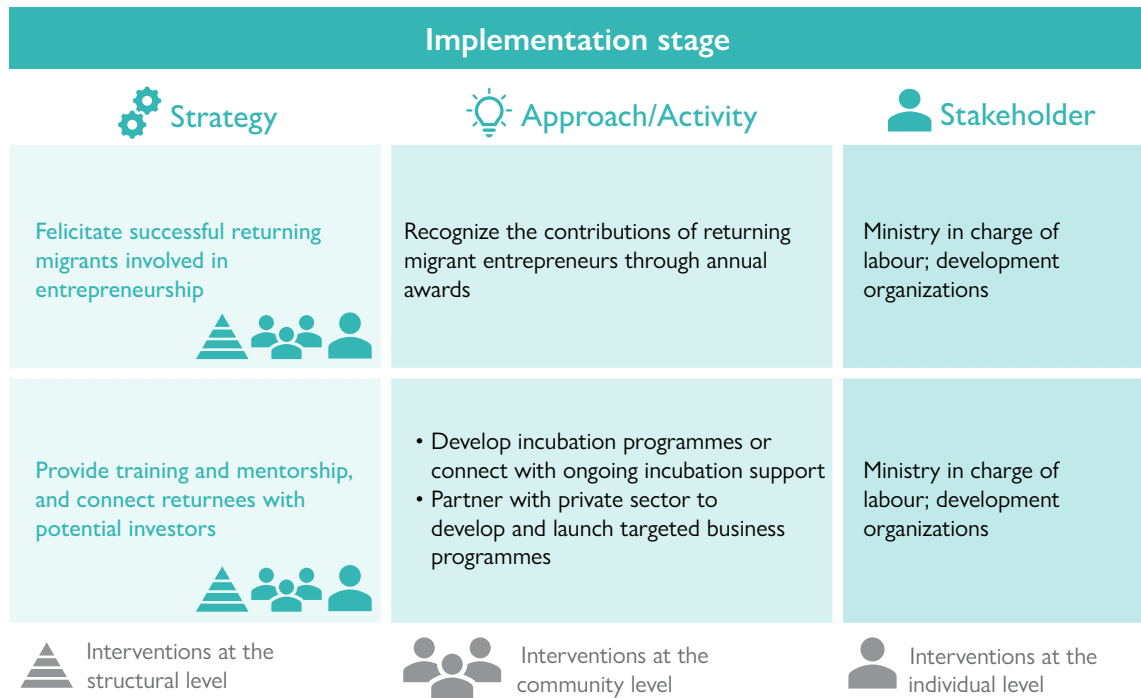 Implementation stage
Strategy
Approach/Activity
Stakeholder
Felicitate successful returning
migrants involved in
entrepreneurship
Recognize the contributions of returning
migrant entrepreneurs through annual
awards
Ministry in charge of
labour; development
organizations
Provide training and mentorship,
and connect returnees with
potential investors
• Develop incubation programmes or
connect with ongoing incubation support
• Partner with private sector to
develop and launch targeted business
programmes
Ministry in charge of
labour; development
organizations
Interventions at the
structural level
Interventions at the
community level
Interventions at the
individual level